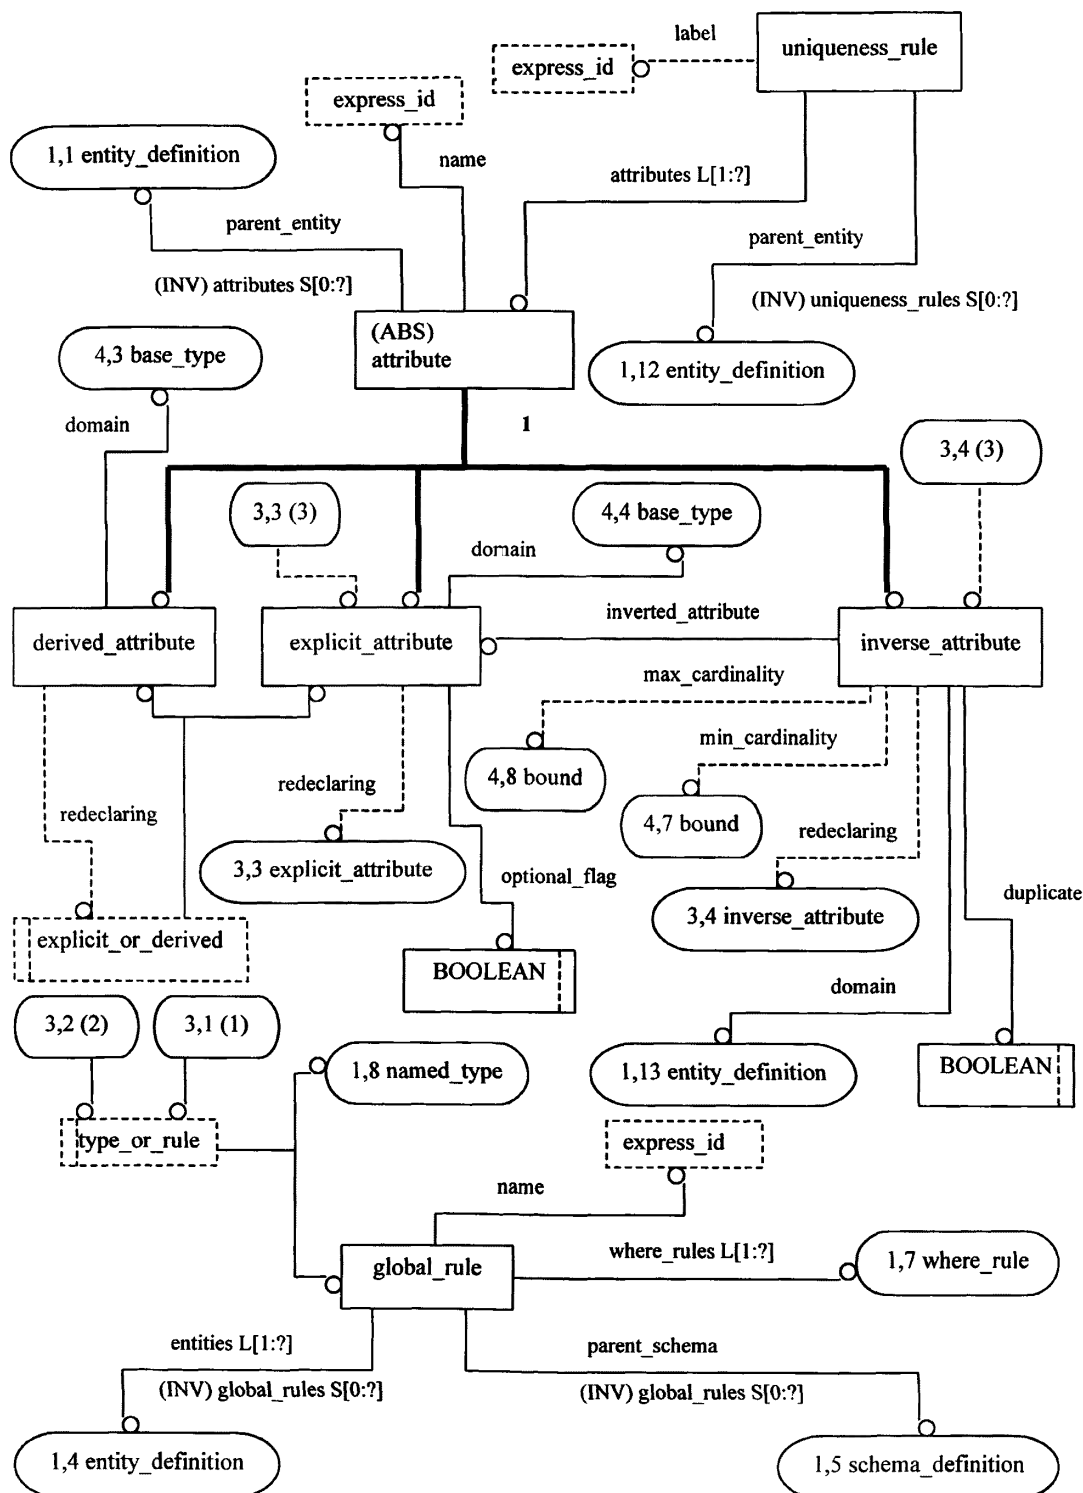 label
uniqueness_rule
express_id
express_id
name
1,1 entity_definition
attributes L[1:?]
parent_entity
parent_entity
(INV) attributes S[0:?]
(INV) uniqueness_rules S[0:?]
(ABS)
attribute
4,3 base_type
1,12 entity_definition
domain
1
3,4 (3)
3,3 (3)
4,4 base_type
domain
inverted_attribute
derived_attribute
explicit_attribute
inverse_attribute
max_cardinality
min_cardinality
4,8 bound
redeclaring
redeclaring
4,7 bound
redeclaring
3,3 explicit_attribute
optional_flag
duplicate
3,4 inverse_attribute
explicit_or_derived
BOOLEAN
domain
3,2 (2)
3,1 (1)
1,8 named_type
1,13 entity_definition
BOOLEAN
type_or_rule
express_id
name
where_rules L[1:?]
global_rule
1,7 where_rule
entities L[1:?]
parent_schema
(INV) global_rules S[0:?]
(INV) global_rules S[0:?]
1,4 entity_definition
1,5 schema_definition